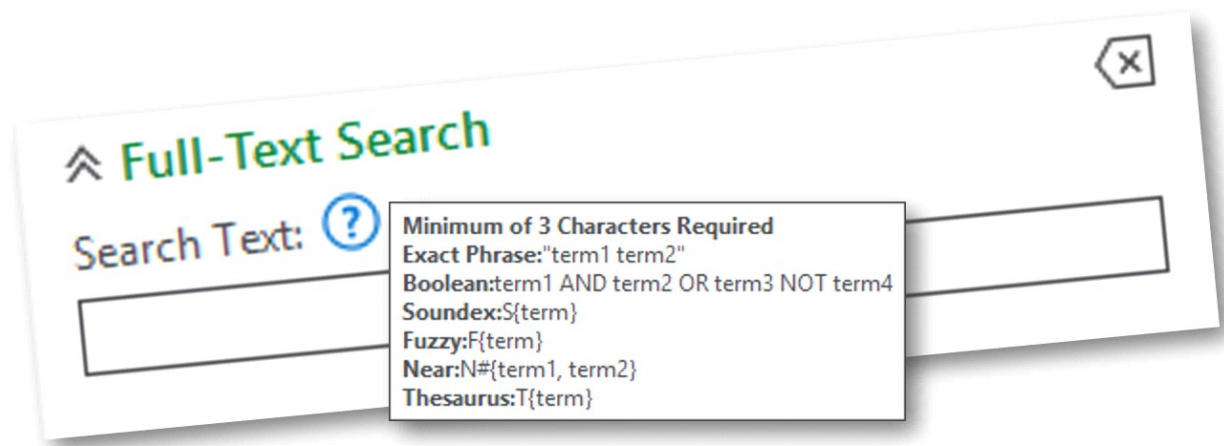 Full-Text Search
Search Text: ?
Minimum of 3 Characters Required
Exact Phrase:"term1 term2"
Boolean:term1 AND term2 OR term3 NOT term4
Soundex:S{term}
Fuzzy:F{term}
Near:N#{term1, term2}
Thesaurus:T{term}